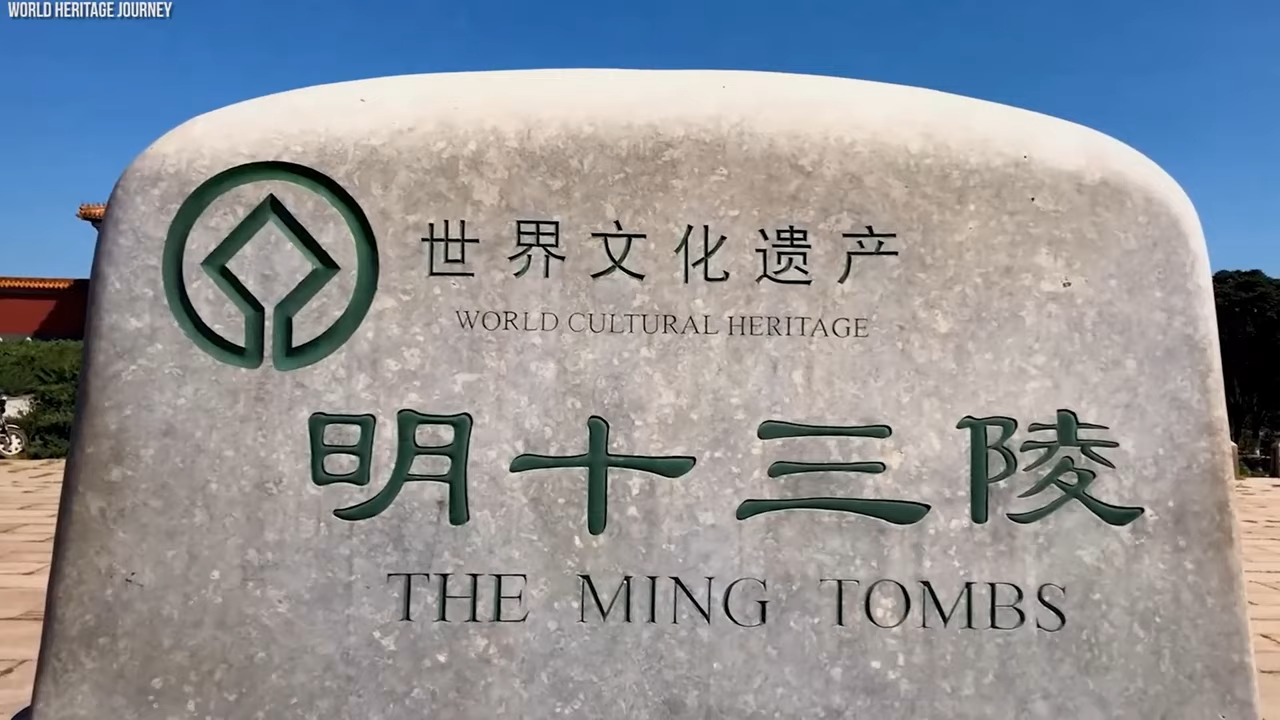 WORLD HERITAGE JOURNEY
世界文化遗产
WORLD CULTURAL HERITAGE
明十三陵
THE MING TOMBS